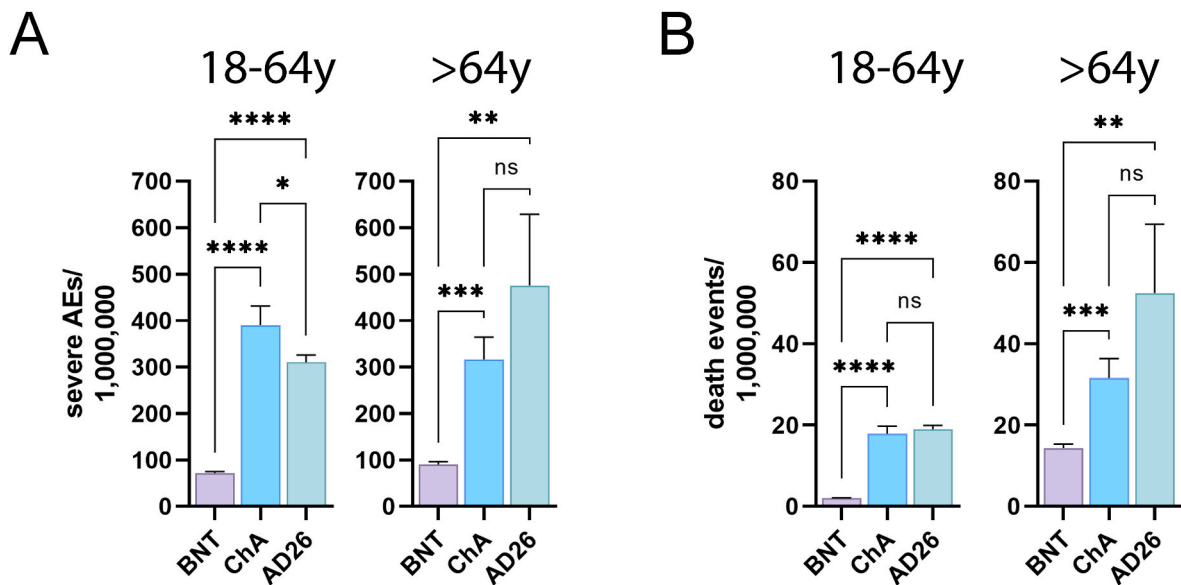 A
B
18-64y
>64y
18-64y
>64y
****
*
****
**
ns
***
****
ns
****
**
ns
***
severe AEs/
1,000,000
700
600
500
400
300
200
100
0
BNT
ChA
AD26
700
600
500
400
300
200
100
0
BNT
ChA
AD26
death events/
1,000,000
80
60
40
20
0
BNT
ChA
AD26
80
60
40
20
0
BNT
ChA
AD26